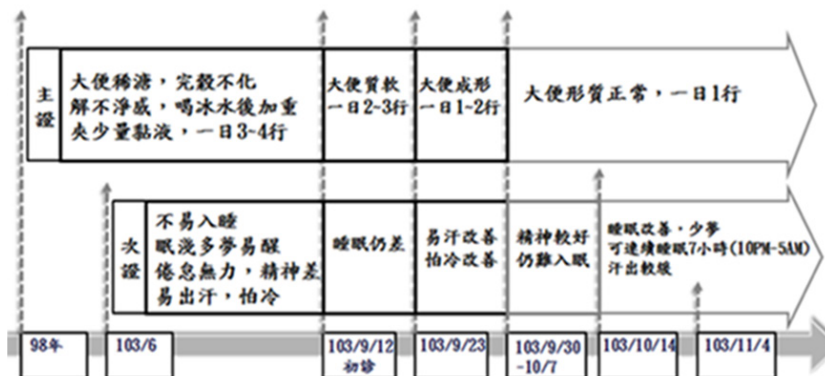 主
證
大便稀溏，完穀不化
解不淨感，喝冰水後加重
夾少量黏液，一日3~4行
大便質軟
一日2~3行
大便成形
一日1~2行
大便形質正常，一日1行
次
證
不易入睡
眠淺多夢易醒
倦怠無力，精神差
易出汗，怕冷
睡眠仍差
易汗改善
怕冷改善
精神較好
仍難入眠
睡眠改善，少夢
可連續睡眠7小時(10PM-5AM)
汗出較緩
98年
103/6
103/9/12
初診
103/9/23
103/9/30
-10/7
103/10/14
103/11/4